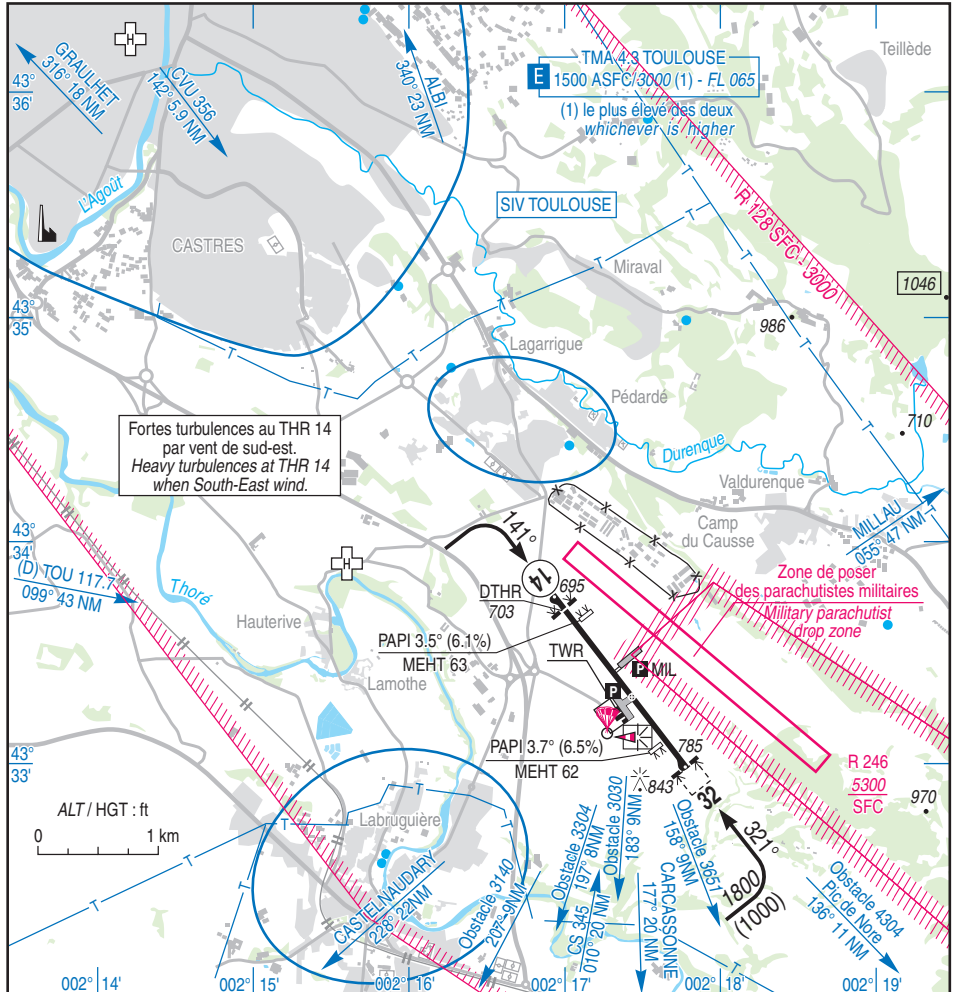 TMA 4.3 TOULOUSE
E 1500 ASFC/3000 (1) - FL 065
(1) le plus élevé des deux
whichever is higher
Teillède
H
GRAULHET
316° 18 NM
CVU 356
142° 5.9 NM
ALBI
340° 23 NM
43°
36'
L'Agoût
CASTRES
SIV TOULOUSE
R 128 SFC - 3000
Miraval
1046
986
43°
35'
Lagarrigue
Pédardé
710
Durenque
Valdurenque
Fortes turbulences au THR 14
par vent de sud-est.
Heavy turbulences at THR 14
when South-East wind.
MILLAU
055° 47 NM
Camp
du Causse
141°
43°
34'
(D) TOU 117.7
099° 43 NM
H
14
695
DTHR
703
Zone de poser
des parachutistes militaires
Military parachutist
drop zone
Thoré
Hauterive
PAPI 3.5° (6.1%)
MEHT 63
TWR
Lamothe
P MIL
P
PAPI 3.7° (6.5%)
MEHT 62
785
43°
33'
843
32
R 246
5300
SFC
970
ALT / HGT : ft
0 1 km
Labruguière
321°
1800
(1000)
CASTELNAUDARY
228° 22NM
Obstacle 3140
207° 9NM
Obstacle 3304
197° 8NM
Obstacle 3030
183° 9NM
CS 345
010° 20 NM
CARCASSONNE
177° 20 NM
Obstacle 3651
158° 9NM
Obstacle 4304
Pic de Nore
136° 11 NM
T T T T T T T T T T T T
002° 14' 002° 15' 002° 16' 002° 17' 002° 18' 002° 19'